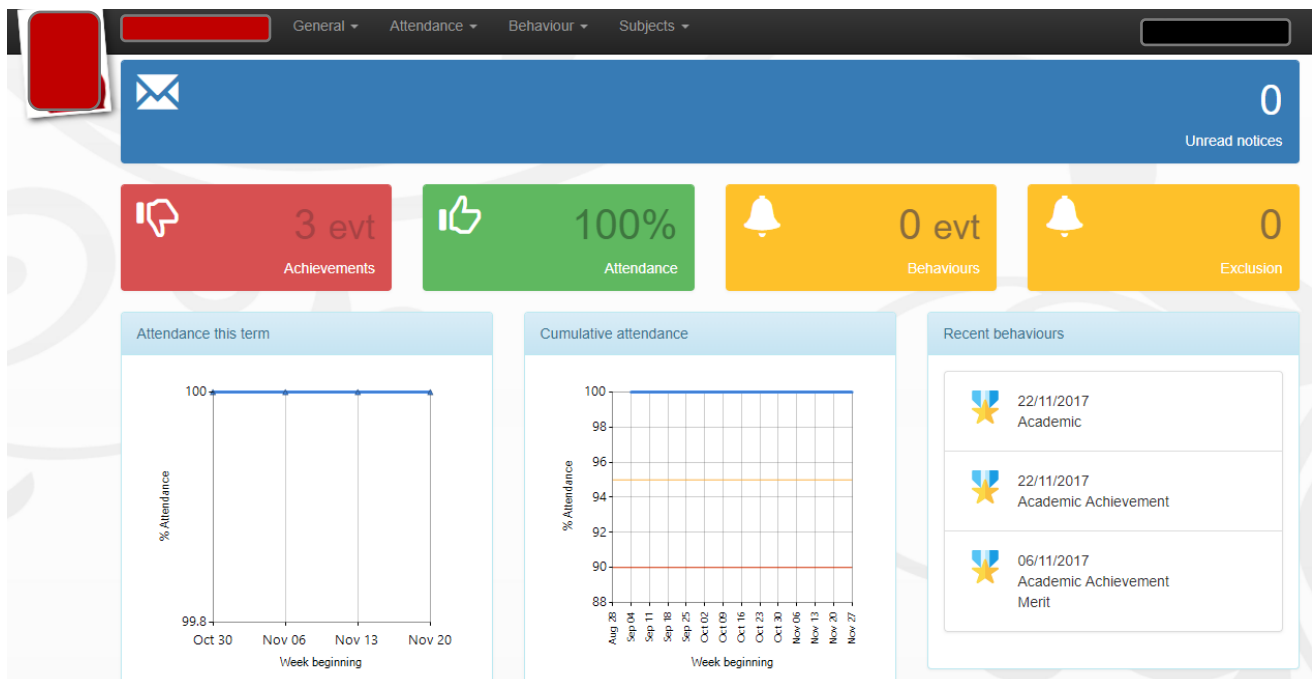 General Attendance Behaviour Subjects
0
Unread notices
3 evt
Achievements
100%
Attendance
0 evt
Behaviours
0
Exclusion
Attendance this term
100
99.8
% Attendance
Oct 30 Nov 06 Nov 13 Nov 20
Week beginning
Cumulative attendance
100
98
96
94
92
90
88
% Attendance
Aug 28 Sep 04 Sep 11 Sep 18 Sep 25 Oct 02 Oct 09 Oct 16 Oct 23 Oct 30 Nov 06 Nov 13 Nov 20 Nov 27
Week beginning
Recent behaviours
22/11/2017
Academic
22/11/2017
Academic Achievement
06/11/2017
Academic Achievement
Merit